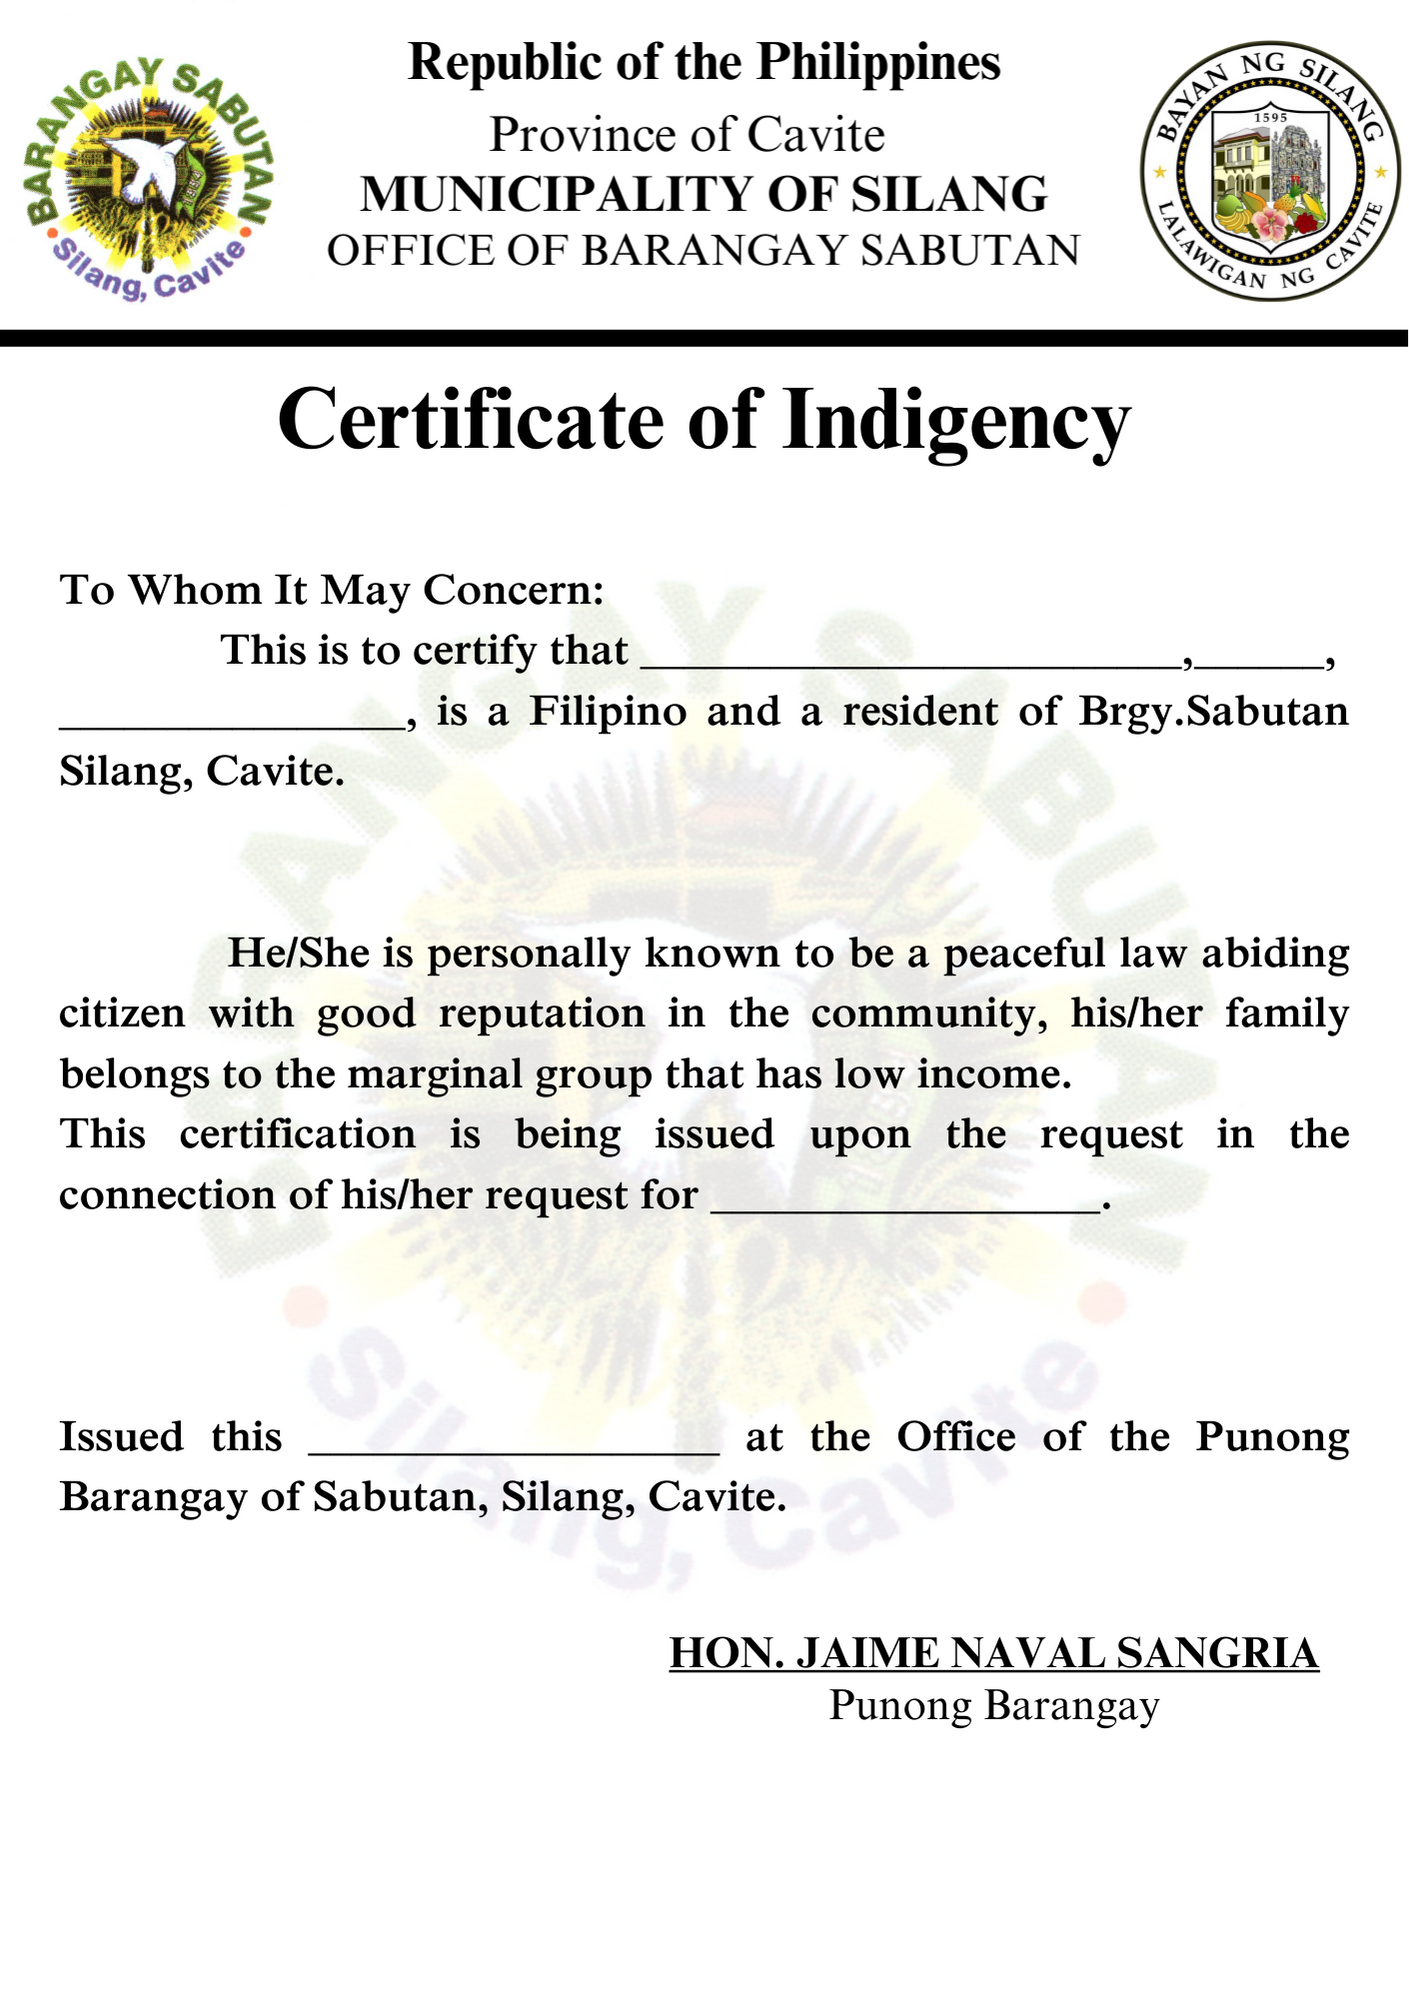 BARANGAY SABUTAN
Silang, Cavite
Republic of the Philippines
Province of Cavite
MUNICIPALITY OF SILANG
OFFICE OF BARANGAY SABUTAN
BAYAN NG SILANG
1595
LALAWIGAN NG CAVITE
Certificate of Indigency
To Whom It May Concern:
This is to certify that _________________________,______,
________________, is a Filipino and a resident of Brgy.Sabutan
Silang, Cavite.
He/She is personally known to be a peaceful law abiding
citizen with good reputation in the community, his/her family
belongs to the marginal group that has low income.
This certification is being issued upon the request in the
connection of his/her request for __________________.
Issued this ___________________ at the Office of the Punong
Barangay of Sabutan, Silang, Cavite.
HON. JAIME NAVAL SANGRIA
Punong Barangay
BARANGAY SABUTAN
Silang, Cavite